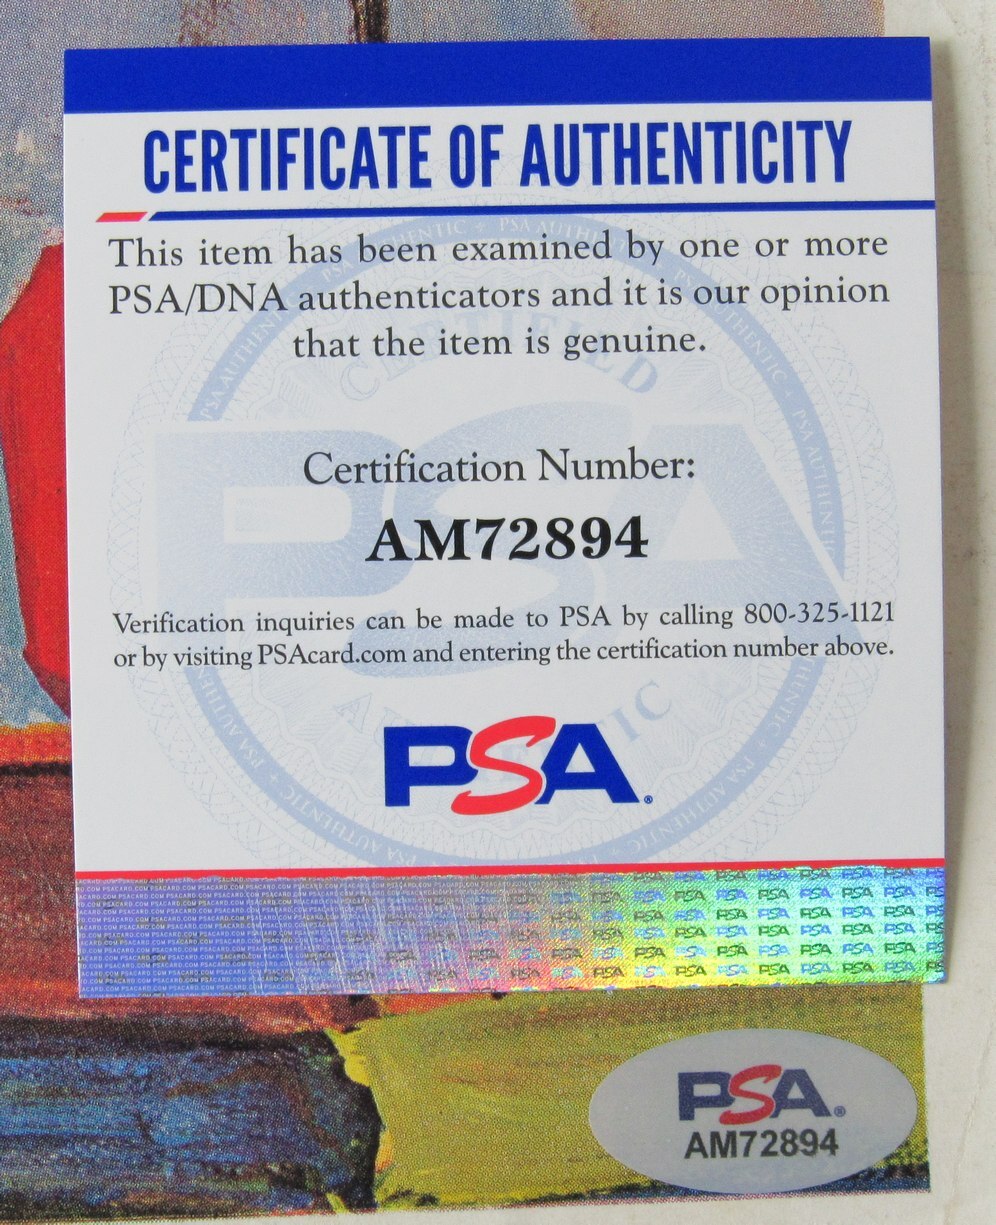 CERTIFICATE OF AUTHENTICITY
This item has been examined by one or more
PSA/DNA authenticators and it is our opinion
that the item is genuine.
Certification Number:
AM72894
Verification inquiries can be made to PSA by calling 800-325-1121
or by visiting PSAcard.com and entering the certification number above.
PSA®
PSA®
AM72894